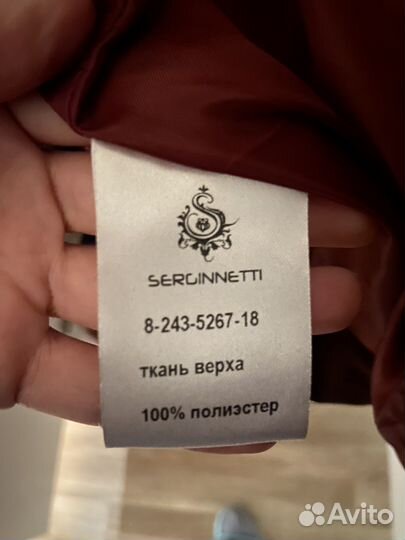 SERGINNETTI
8-243-5267-18
ткань верха
100% полиэстер
Avito